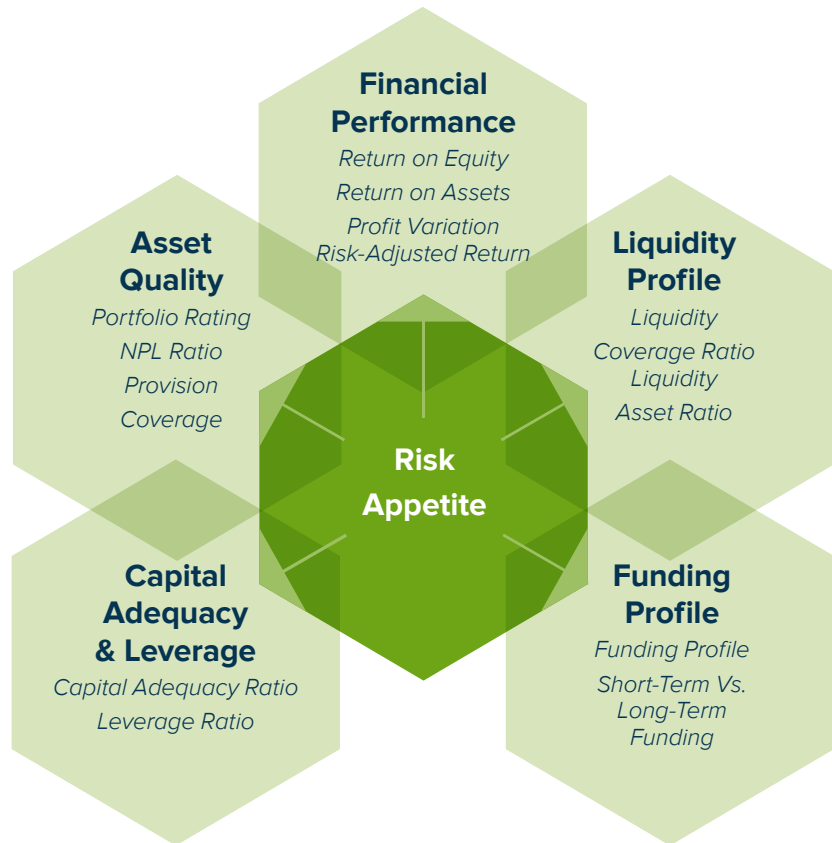 Financial
Performance
Return on Equity
Return on Assets
Profit Variation
Risk-Adjusted Return
Asset
Quality
Portfolio Rating
NPL Ratio
Provision
Coverage
Liquidity
Profile
Liquidity
Coverage Ratio
Liquidity
Asset Ratio
Risk
Appetite
Capital
Adequacy
& Leverage
Capital Adequacy Ratio
Leverage Ratio
Funding
Profile
Funding Profile
Short-Term Vs.
Long-Term
Funding